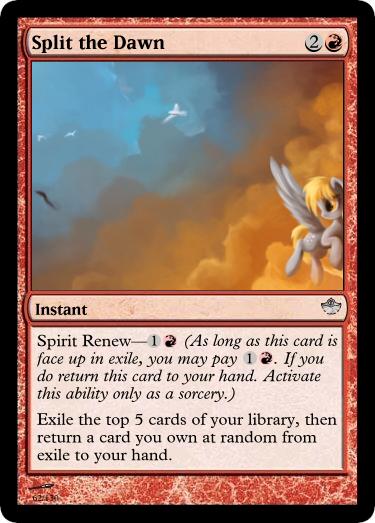 Split the Dawn 2
Instant
Spirit Renew—1 (As long as this card is
face up in exile, you may pay 1 . If you
do return this card to your hand. Activate
this ability only as a sorcery.)
Exile the top 5 cards of your library, then
return a card you own at random from
exile to your hand.